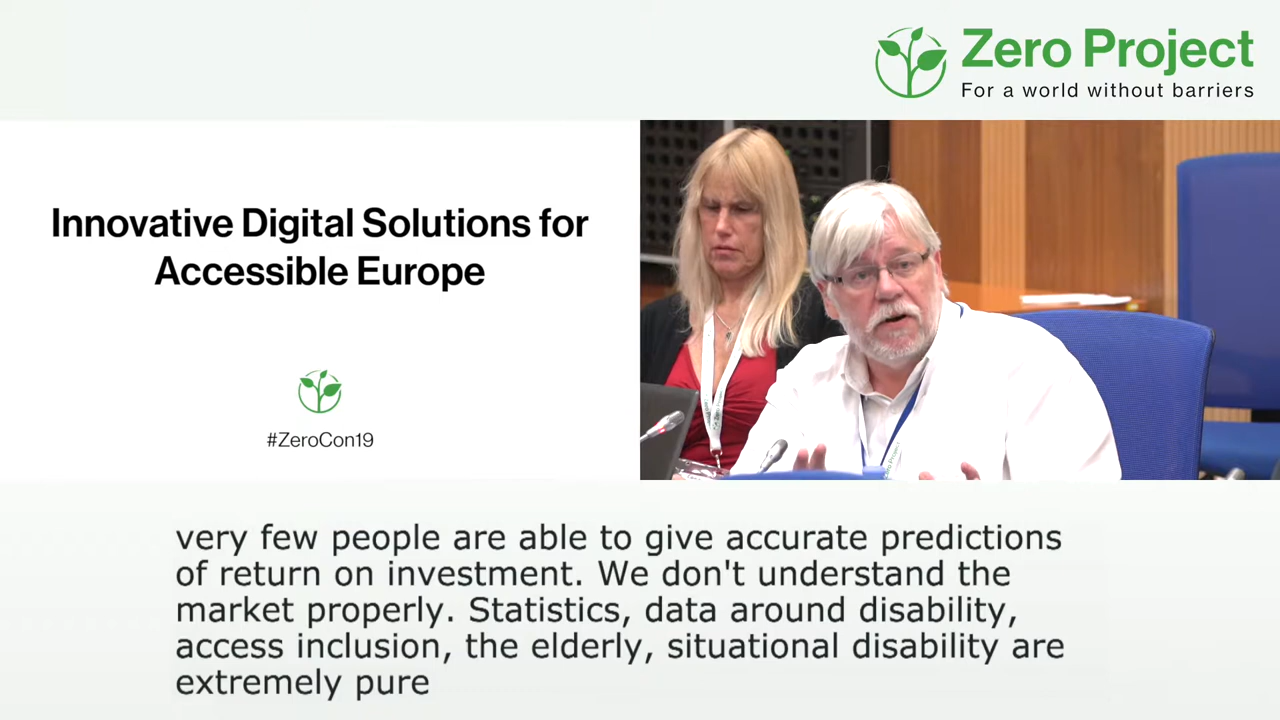 Zero Project
For a world without barriers
Innovative Digital Solutions for
Accessible Europe
#ZeroCon19
very few people are able to give accurate predictions
of return on investment. We don't understand the
market properly. Statistics, data around disability,
access inclusion, the elderly, situational disability are
extremely pure